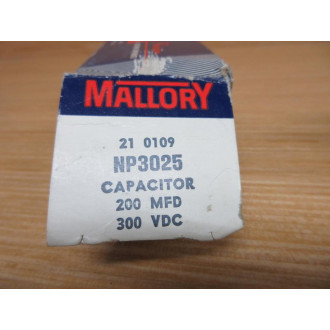 MALLORY
21 0109
NP3025
CAPACITOR
200 MFD
300 VDC